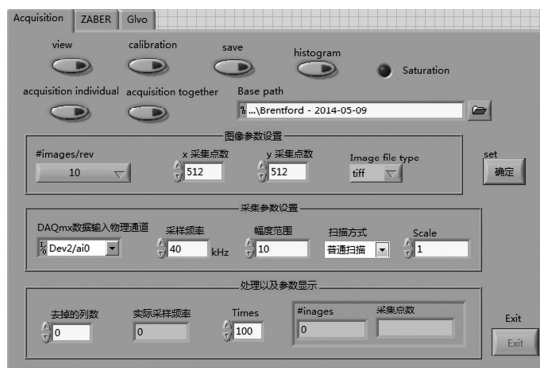 Acquisition ZABER Glvo
view calibration save histogram Saturation
acquisition individual acquisition together Base path
...\Brentford - 2014-05-09
图像参数设置
#images/rev x 采集点数 y 采集点数 Image file type set
10 512 512 tiff 确定
采集参数设置
DAQmx数据输入物理通道 采样频率 幅度范围 扫描方式 Scale
Dev2/ai0 40 kHz 10 普通扫描 1
处理以及参数显示
去掉的列数 实际采样频率 Times #inages 采集点数 Exit
0 0 100 0 Exit